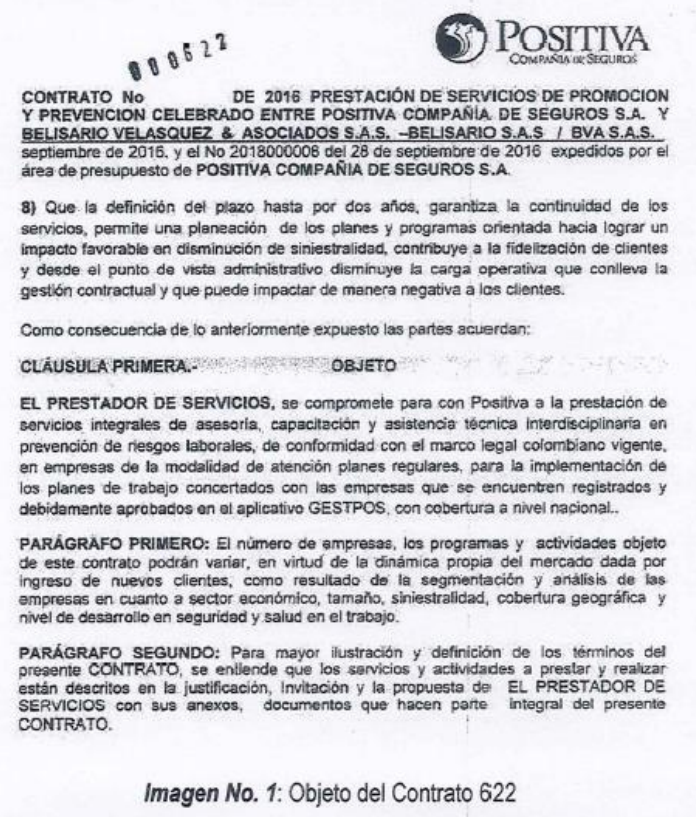 000622
POSITIVA
COMPAÑIA DE SEGUROS
CONTRATO No DE 2016 PRESTACIÓN DE SERVICIOS DE PROMOCION
Y PREVENCION CELEBRADO ENTRE POSITIVA COMPAÑÍA DE SEGUROS S.A. Y
BELISARIO VELASQUEZ & ASOCIADOS S.A.S. –BELISARIO S.A.S / BVA S.A.S.
septiembre de 2016, y el No 2018000006 del 28 de septiembre de 2016 expedidos por el
área de presupuesto de POSITIVA COMPAÑIA DE SEGUROS S.A.
8) Que la definición del plazo hasta por dos años, garantiza la continuidad de los
servicios, permite una planeación de los planes y programas orientada hacia lograr un
impacto favorable en disminución de siniestralidad, contribuye a la fidelización de clientes
y desde el punto de vista administrativo disminuye la carga operativa que conlleva la
gestión contractual y que puede impactar de manera negativa a los clientes.
Como consecuencia de lo anteriormente expuesto las partes acuerdan:
CLÁUSULA PRIMERA.- OBJETO
EL PRESTADOR DE SERVICIOS, se compromete para con Positiva a la prestación de
servicios integrales de asesoría, capacitación y asistencia técnica interdisciplinaria en
prevención de riesgos laborales, de conformidad con el marco legal colombiano vigente,
en empresas de la modalidad de atención planes regulares, para la implementación de
los planes de trabajo concertados con las empresas que se encuentren registrados y
debidamente aprobados en el aplicativo GESTPOS, con cobertura a nivel nacional..
PARÁGRAFO PRIMERO: El número de empresas, los programas y actividades objeto
de este contrato podrán variar, en virtud de la dinámica propia del mercado dada por
ingreso de nuevos clientes, como resultado de la segmentación y análisis de las
empresas en cuanto a sector económico, tamaño, siniestralidad, cobertura geográfica y
nivel de desarrollo en seguridad y salud en el trabajo.
PARÁGRAFO SEGUNDO: Para mayor ilustración y definición de los términos del
presente CONTRATO, se entiende que los servicios y actividades a prestar y realizar
están descritos en la justificación, Invitación y la propuesta de EL PRESTADOR DE
SERVICIOS con sus anexos, documentos que hacen parte integral del presente
CONTRATO.
Imagen No. 1: Objeto del Contrato 622